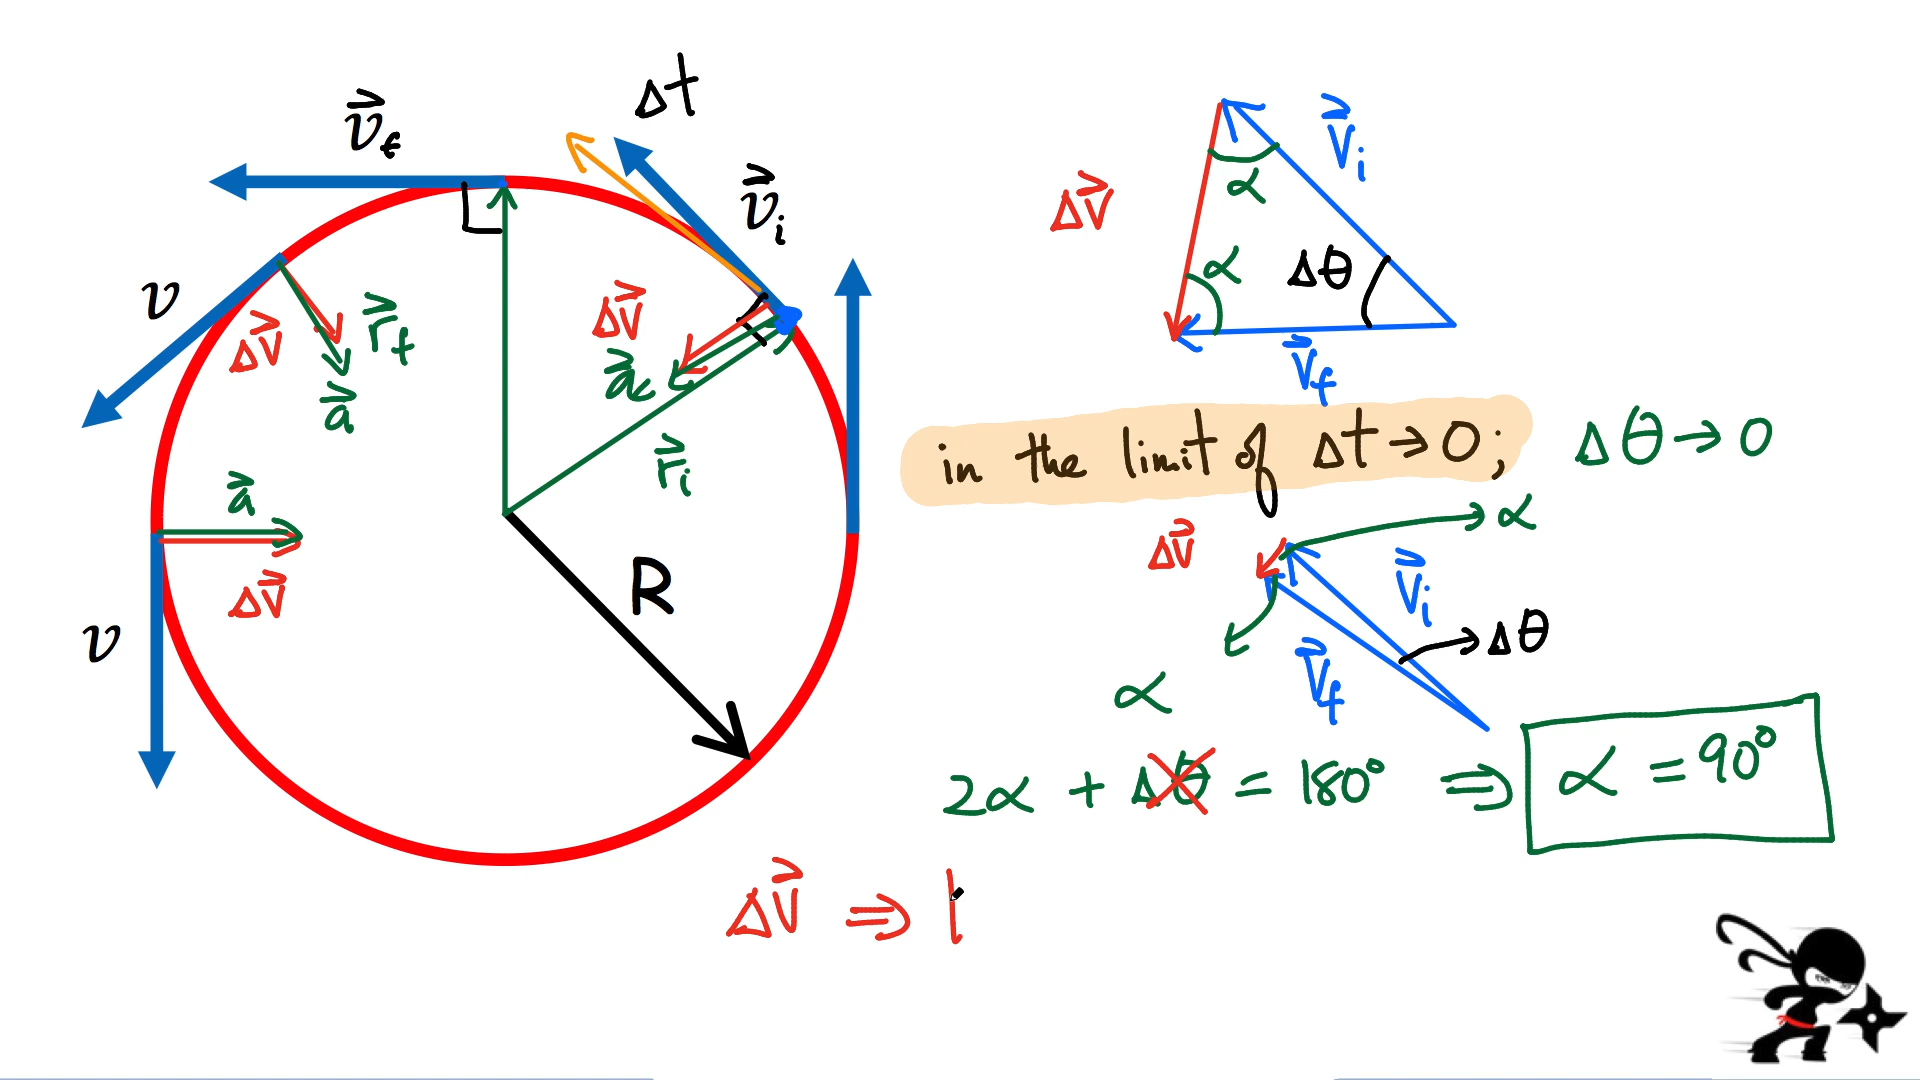 Δt
v⃗f
v⃗i
v
Δv⃗
r⃗f
a⃗
Δv⃗
a⃗c
r⃗i
a⃗
Δv⃗
R
v
Δv⃗
v⃗i
α
α
Δθ
v⃗f
in the limit of Δt → 0; Δθ → 0
Δv⃗
α
v⃗i
Δθ
v⃗f
α
2α + Δθ = 180° ⇒ α = 90°
Δv⃗ ⇒